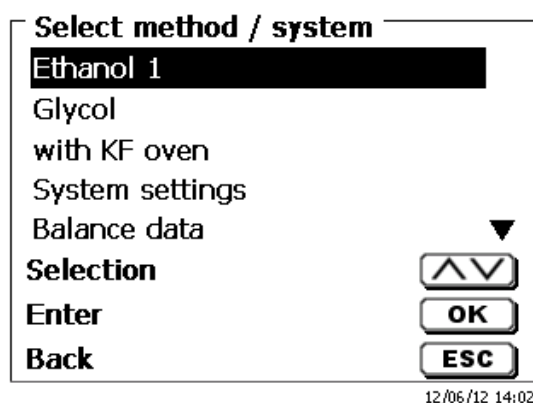 Select method / system
Ethanol 1
Glycol
with KF oven
System settings
Balance data
Selection
Enter OK
Back ESC
12/06/12 14:02